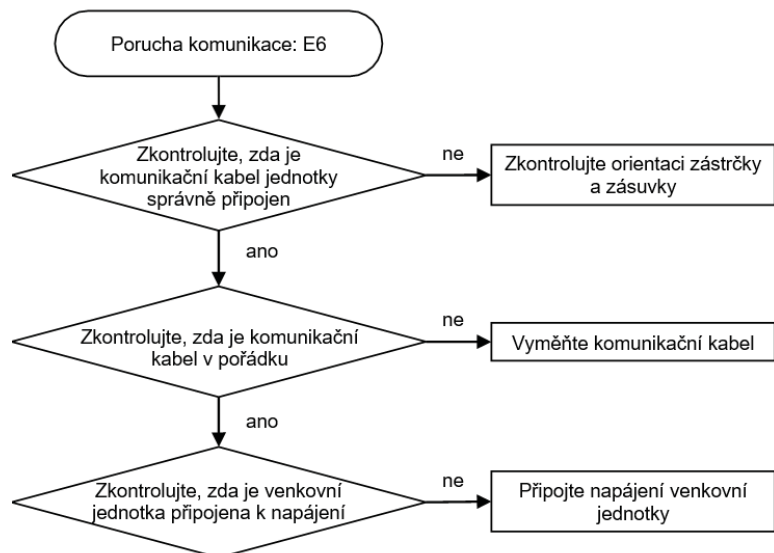 Porucha komunikace: E6
Zkontrolujte, zda je
komunikační kabel jednotky
správně připojen
ne
Zkontrolujte orientaci zástrčky
a zásuvky
ano
Zkontrolujte, zda je komunikační
kabel v pořádku
ne
Vyměňte komunikační kabel
ano
Zkontrolujte, zda je venkovní
jednotka připojena k napájení
ne
Připojte napájení venkovní
jednotky